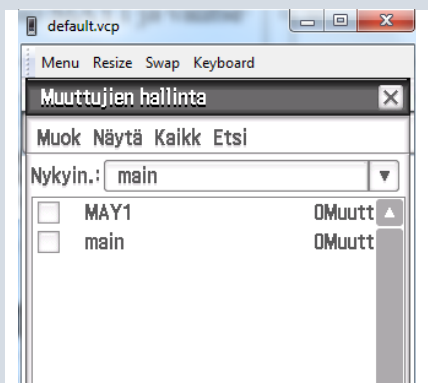 default.vcp
Menu Resize Swap Keyboard
Muuttujien hallinta
Muok Näytä Kaikk Etsi
Nykyin.: main
MAY1 0Muutt
main 0Muutt